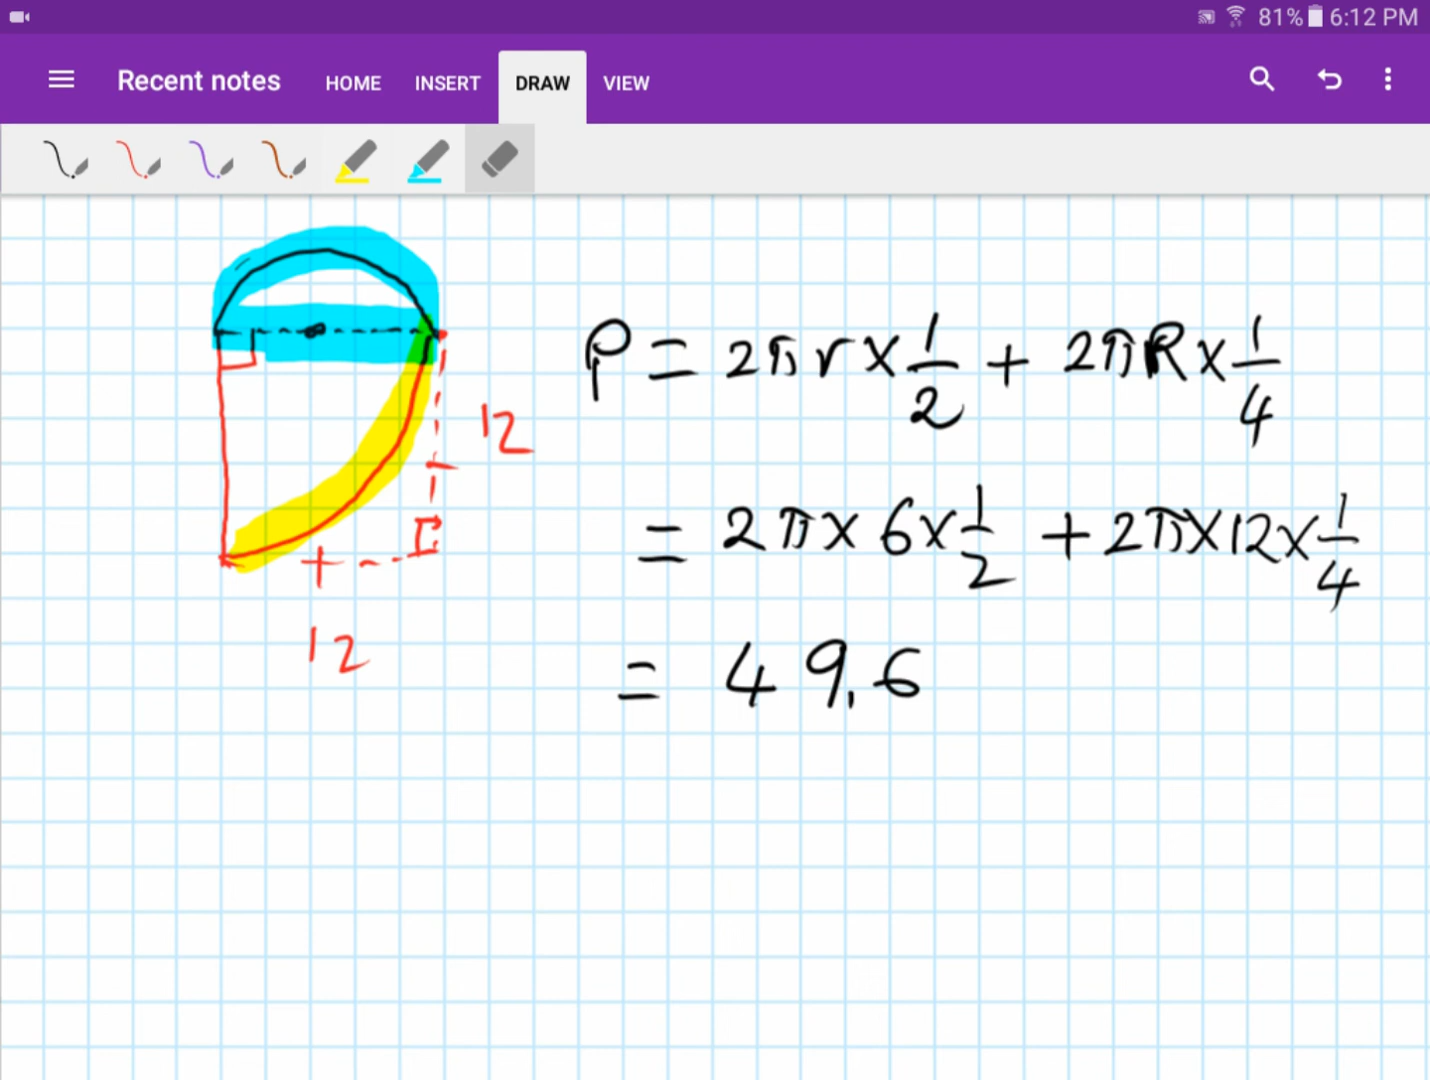 81% 6:12 PM
Recent notes HOME INSERT DRAW VIEW
P = 2πr × 1/2 + 2πR × 1/4
12
= 2π × 6 × 1/2 + 2π × 12 × 1/4
12
= 49.6